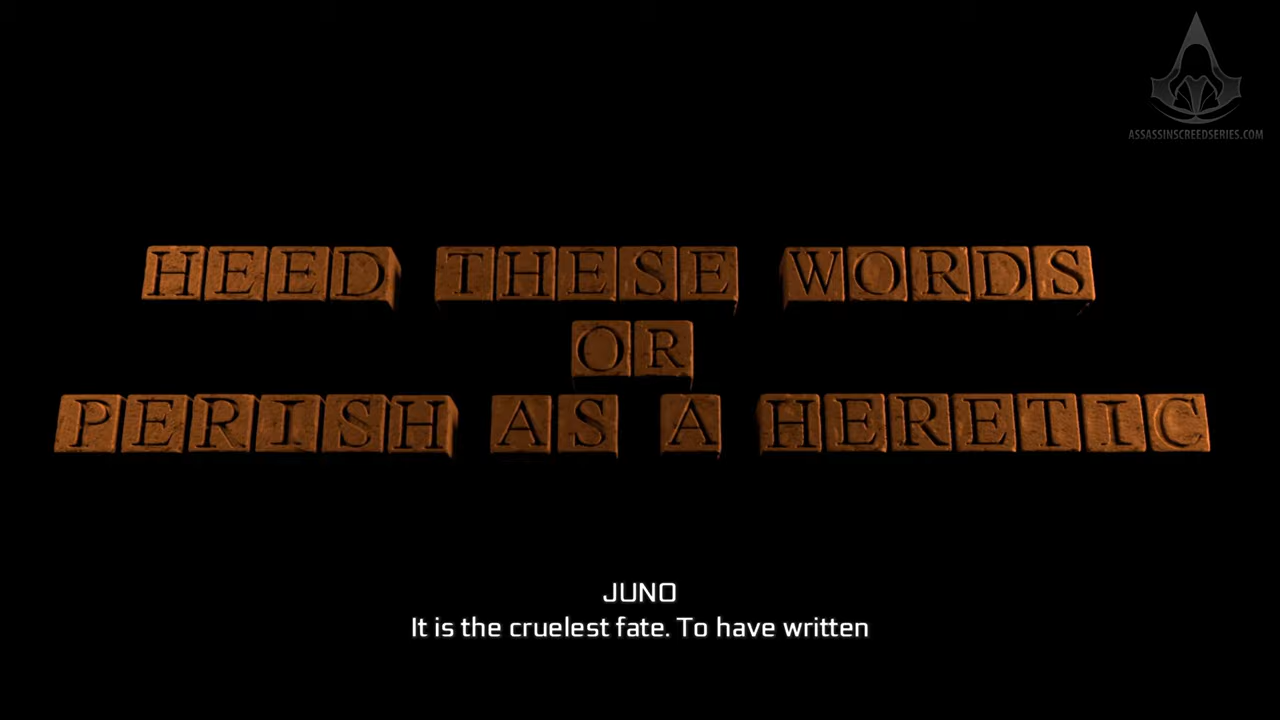 ASSASSINSCREEDSERIES.COM
HEED THESE WORDS
OR
PERISH AS A HERETIC
JUNO
It is the cruelest fate. To have written